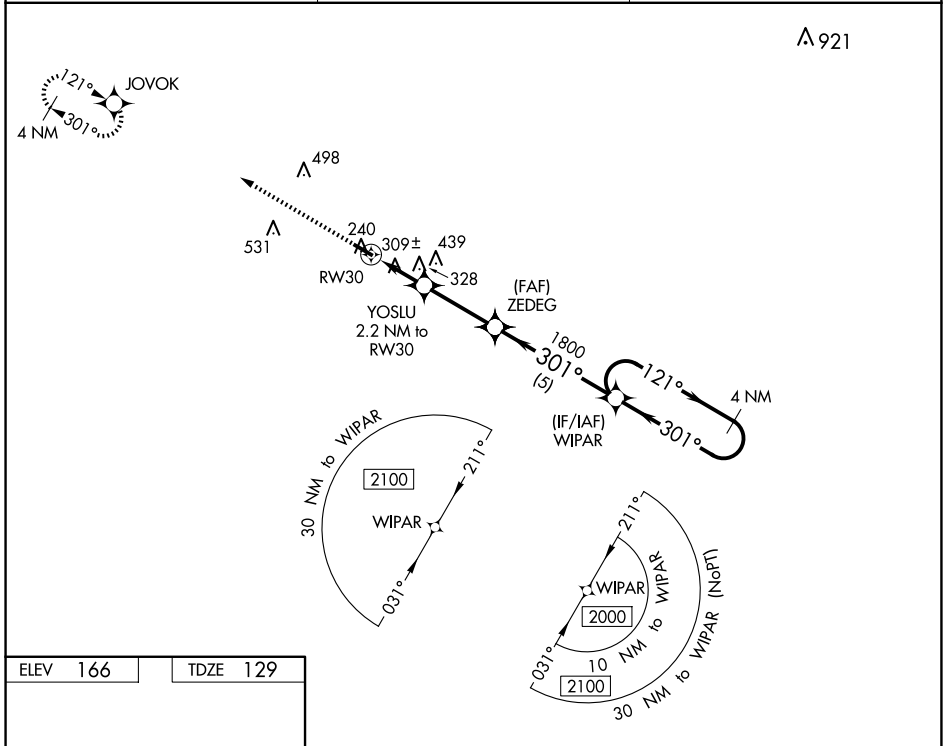 921
121°
JOVOK
301°
4 NM
498
531
240
309±
439
328
RW30
YOSLU
2.2 NM to
RW30
(FAF)
ZEDEG
1800
301°
(5)
121°
4 NM
301°
(IF/IAF)
WIPAR
30 NM to WIPAR
2100
211°
WIPAR
031°
211°
WIPAR
2000
031°
10 NM to WIPAR
2100
30 NM to WIPAR (NoPT)
ELEV 166
TDZE 129